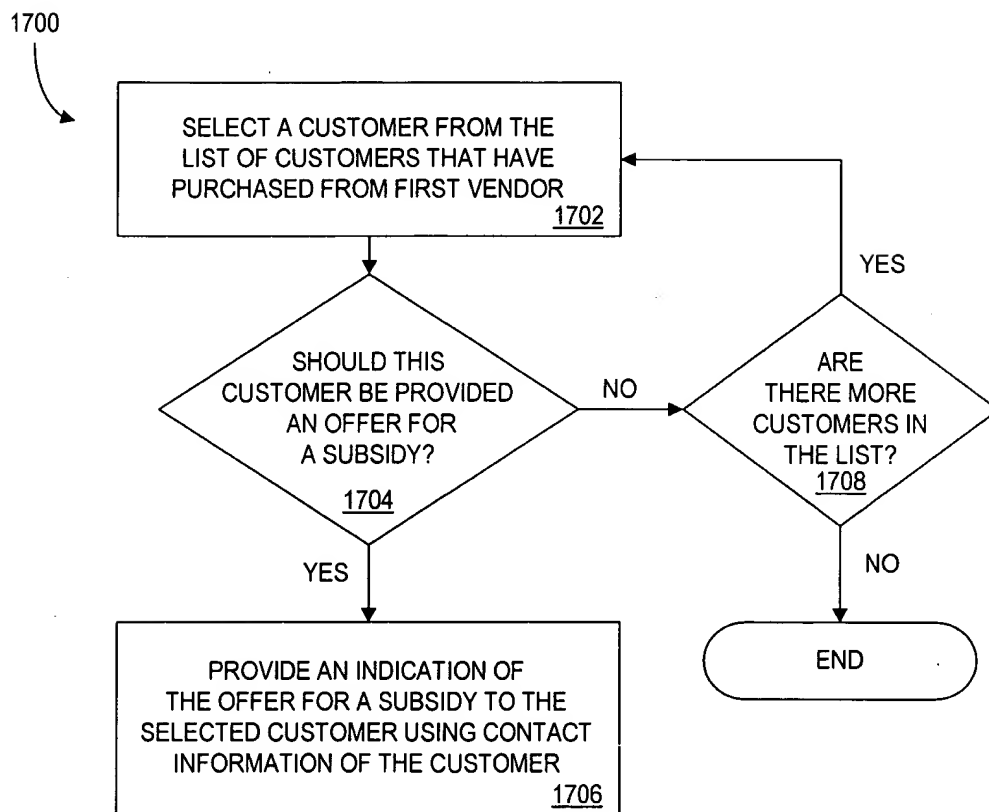 1700
SELECT A CUSTOMER FROM THE
LIST OF CUSTOMERS THAT HAVE
PURCHASED FROM FIRST VENDOR
1702
YES
SHOULD THIS
CUSTOMER BE PROVIDED
AN OFFER FOR
A SUBSIDY?
1704
NO
ARE
THERE MORE
CUSTOMERS IN
THE LIST?
1708
YES
NO
PROVIDE AN INDICATION OF
THE OFFER FOR A SUBSIDY TO THE
SELECTED CUSTOMER USING CONTACT
INFORMATION OF THE CUSTOMER
1706
END